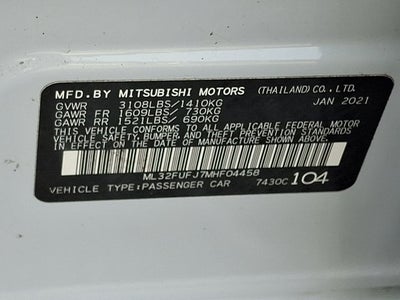 MFD. BY MITSUBISHI MOTORS (THAILAND) CO., LTD.
GVWR 3108LBS/1410KG JAN 2021
GAWR FR 1609LBS/ 730KG
GAWR RR 1521LBS/ 690KG
THIS VEHICLE CONFORMS TO ALL APPLICABLE FEDERAL MOTOR
VEHICLE SAFETY, BUMPER, AND THEFT PREVENTION STANDARDS
IN EFFECT ON THE DATE OF MANUFACTURE SHOWN ABOVE.
ML32FUFJ7MHF04458
VEHICLE TYPE:PASSENGER CAR 7430C 104